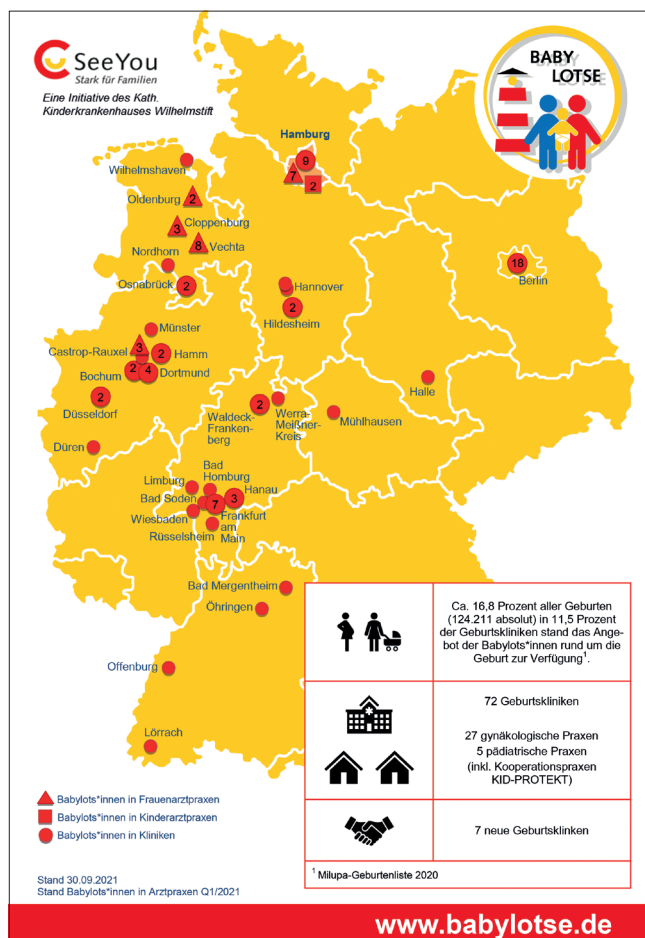 SeeYou
Stark für Familien
Eine Initiative des Kath.
Kinderkrankenhauses Wilhelmstift
BABY
LOTSE
Hamburg
9
7
2
Wilhelmshaven
Oldenburg
2
Cloppenburg
3
8
Vechta
Nordhorn
Osnabrück
2
Hannover
2
Hildesheim
18
Berlin
Münster
Castrop-Rauxel
3
2
Hamm
Bochum
2
4
Dortmund
2
Düsseldorf
Düren
Halle
2
Waldeck-
Franken-
berg
Werra-
Meißner-
Kreis
Mühlhausen
Limburg
Bad
Homburg
Hanau
3
Bad Soden
7
Wiesbaden
Frankfurt
am
Main
Rüsselsheim
Bad Mergentheim
Öhringen
Offenburg
Lörrach
Babylots*innen in Frauenarztpraxen
Babylots*innen in Kinderarztpraxen
Babylots*innen in Kliniken
Stand 30.09.2021
Stand Babylots*innen in Arztpraxen Q1/2021
Ca. 16,8 Prozent aller Geburten
(124.211 absolut) in 11,5 Prozent
der Geburtskliniken stand das Ange-
bot der Babylots*innen rund um die
Geburt zur Verfügung¹.
72 Geburtskliniken
27 gynäkologische Praxen
5 pädiatrische Praxen
(inkl. Kooperationspraxen
KID-PROTEKT)
7 neue Geburtsklinken
¹ Milupa-Geburtenliste 2020
www.babylotse.de